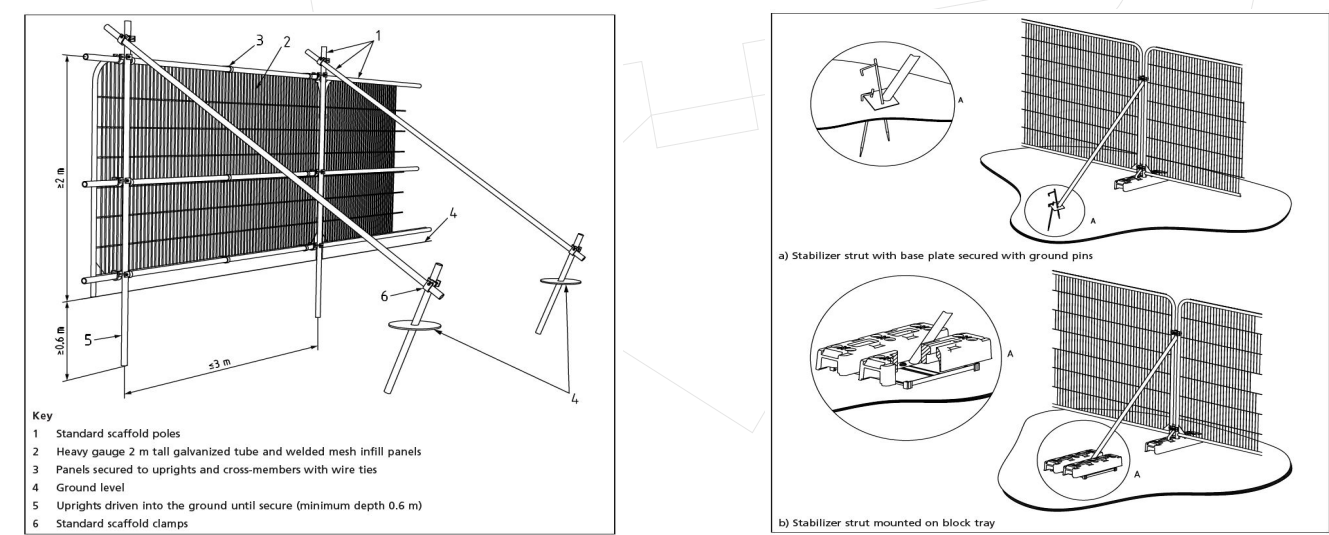 3
2
1
≥2 m
4
6
≥0,6 m
5
≤3 m
4
Key
1 Standard scaffold poles
2 Heavy gauge 2 m tall galvanized tube and welded mesh infill panels
3 Panels secured to uprights and cross-members with wire ties
4 Ground level
5 Uprights driven into the ground until secure (minimum depth 0.6 m)
6 Standard scaffold clamps
A
A
a) Stabilizer strut with base plate secured with ground pins
A
A
b) Stabilizer strut mounted on block tray